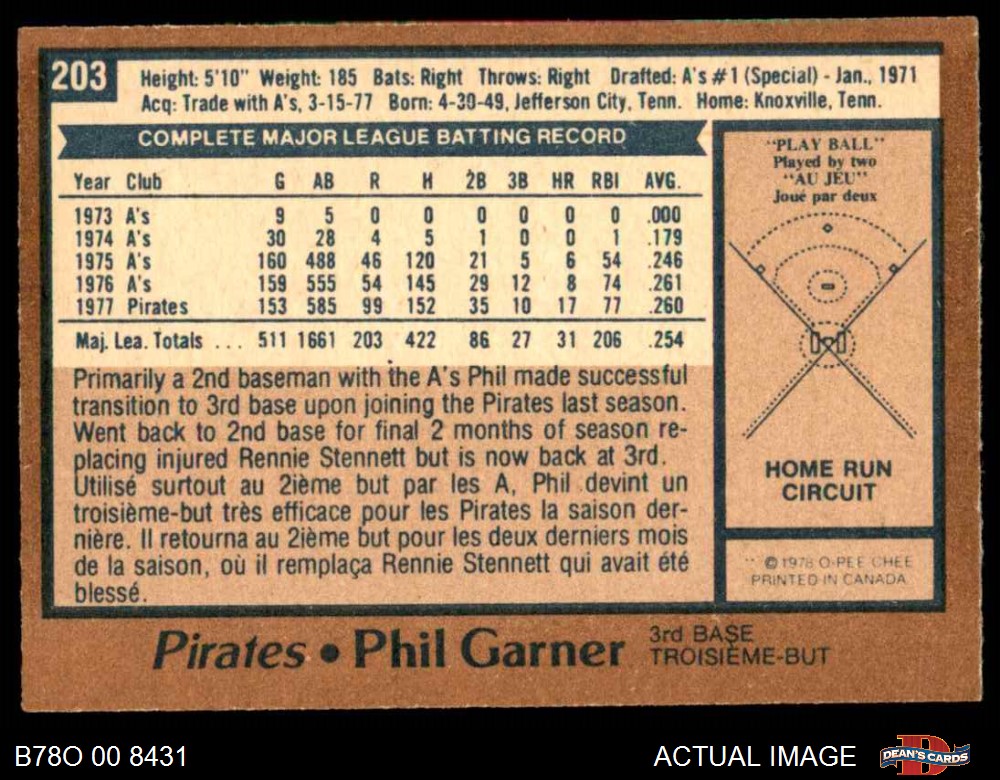 203
Height: 5'10" Weight: 185 Bats: Right Throws: Right Drafted: A's #1 (Special) - Jan., 1971
Acq: Trade with A's, 3-15-77 Born: 4-30-49, Jefferson City, Tenn. Home: Knoxville, Tenn.
COMPLETE MAJOR LEAGUE BATTING RECORD
Year Club G AB R H 2B 3B HR RBI AVG.
1973 A's 9 5 0 0 0 0 0 0 .000
1974 A's 30 28 4 5 1 0 0 1 .179
1975 A's 160 488 46 120 21 5 6 54 .246
1976 A's 159 555 54 145 29 12 8 74 .261
1977 Pirates 153 585 99 152 35 10 17 77 .260
Maj. Lea. Totals ... 511 1661 203 422 86 27 31 206 .254
Primarily a 2nd baseman with the A's Phil made successful
transition to 3rd base upon joining the Pirates last season.
Went back to 2nd base for final 2 months of season re-
placing injured Rennie Stennett but is now back at 3rd.
Utilisé surtout au 2ième but par les A, Phil devint un
troisième-but très efficace pour les Pirates la saison der-
nière. Il retourna au 2ième but pour les deux derniers mois
de la saison, où il remplaça Rennie Stennett qui avait été
blessé.
"PLAY BALL"
Played by two
"AU JEU"
Joué par deux
HOME RUN
CIRCUIT
© 1978 O-PEE-CHEE
PRINTED IN CANADA
Pirates • Phil Garner
3rd BASE
TROISIÈME-BUT
B78O 00 8431
ACTUAL IMAGE
DEAN'S CARDS